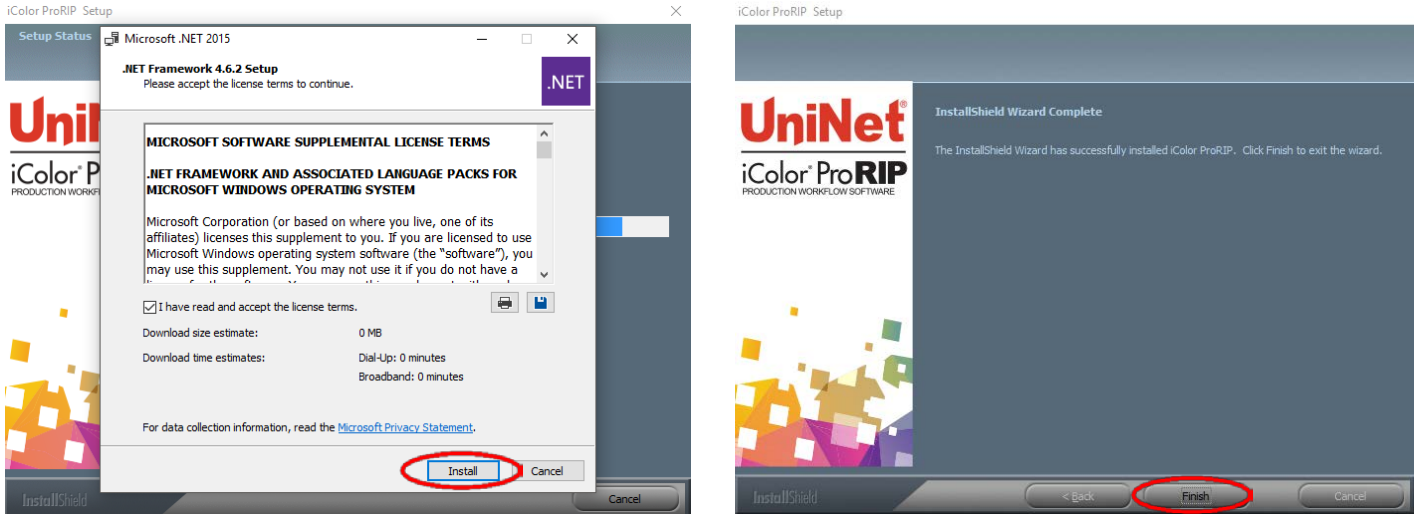 iColor ProRIP Setup
Setup Status
Microsoft .NET 2015
.NET Framework 4.6.2 Setup
Please accept the license terms to continue.
.NET
MICROSOFT SOFTWARE SUPPLEMENTAL LICENSE TERMS
.NET FRAMEWORK AND ASSOCIATED LANGUAGE PACKS FOR
MICROSOFT WINDOWS OPERATING SYSTEM
Microsoft Corporation (or based on where you live, one of its
affiliates) licenses this supplement to you. If you are licensed to use
Microsoft Windows operating system software (the “software”), you
may use this supplement. You may not use it if you do not have a
I have read and accept the license terms.
Download size estimate: 0 MB
Download time estimates: Dial-Up: 0 minutes
Broadband: 0 minutes
For data collection information, read the Microsoft Privacy Statement.
Install Cancel
UniN
iColor P
PRODUCTION WORKF
InstallShield
Cancel
iColor ProRIP Setup
UniNet®
iColor® ProRIP
PRODUCTION WORKFLOW SOFTWARE
InstallShield Wizard Complete
The InstallShield Wizard has successfully installed iColor ProRIP. Click Finish to exit the wizard.
InstallShield
< Back Finish Cancel